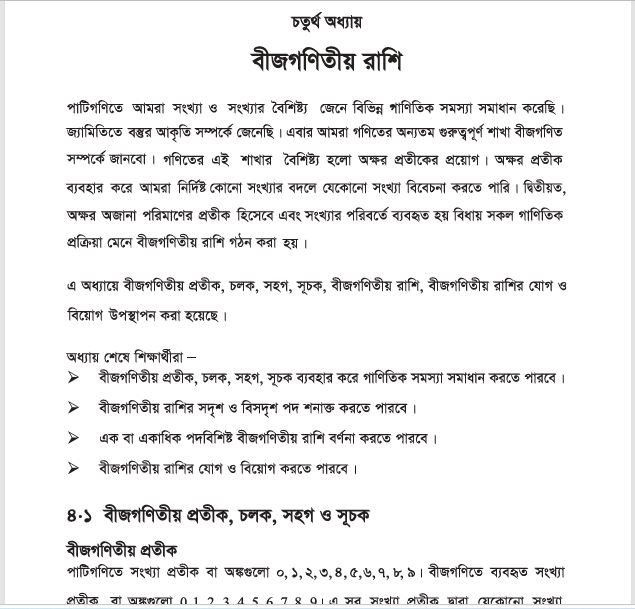 চতুর্থ অধ্যায়
বীজগণিতীয় রাশি
পাটিগণিতে আমরা সংখ্যা ও সংখ্যার বৈশিষ্ট্য জেনে বিভিন্ন গাণিতিক সমস্যা সমাধান করেছি।
জ্যামিতিতে বস্তুর আকৃতি সম্পর্কে জেনেছি। এবার আমরা গণিতের অন্যতম গুরুত্বপূর্ণ শাখা বীজগণিত
সম্পর্কে জানবো। গণিতের এই শাখার বৈশিষ্ট্য হলো অক্ষর প্রতীকের প্রয়োগ। অক্ষর প্রতীক
ব্যবহার করে আমরা নির্দিষ্ট কোনো সংখ্যার বদলে যেকোনো সংখ্যা বিবেচনা করতে পারি। দ্বিতীয়ত,
অক্ষর অজানা পরিমাণের প্রতীক হিসেবে এবং সংখ্যার পরিবর্তে ব্যবহৃত হয় বিধায় সকল গাণিতিক
প্রক্রিয়া মেনে বীজগণিতীয় রাশি গঠন করা হয়।
এ অধ্যায়ে বীজগণিতীয় প্রতীক, চলক, সহগ, সূচক, বীজগণিতীয় রাশি, বীজগণিতীয় রাশির যোগ ও
বিয়োগ উপস্থাপন করা হয়েছে।
অধ্যায় শেষে শিক্ষার্থীরা –
➢ বীজগণিতীয় প্রতীক, চলক, সহগ, সূচক ব্যবহার করে গাণিতিক সমস্যা সমাধান করতে পারবে।
➢ বীজগণিতীয় রাশির সদৃশ ও বিসদৃশ পদ শনাক্ত করতে পারবে।
➢ এক বা একাধিক পদবিশিষ্ট বীজগণিতীয় রাশি বর্ণনা করতে পারবে।
➢ বীজগণিতীয় রাশির যোগ ও বিয়োগ করতে পারবে।
৪·১ বীজগণিতীয় প্রতীক, চলক, সহগ ও সূচক
বীজগণিতীয় প্রতীক
পাটিগণিতে সংখ্যা প্রতীক বা অঙ্কগুলো ০, ১, ২, ৩, ৪, ৫, ৬, ৭, ৮, ৯। বীজগণিতে ব্যবহৃত সংখ্যা
প্রতীক বা অঙ্কগুলো 0, 1, 2, 3, 4, 5, 6, 7, 8, 9। এ সব সংখ্যা প্রতীক দ্বারা যেকোনো সংখ্যা